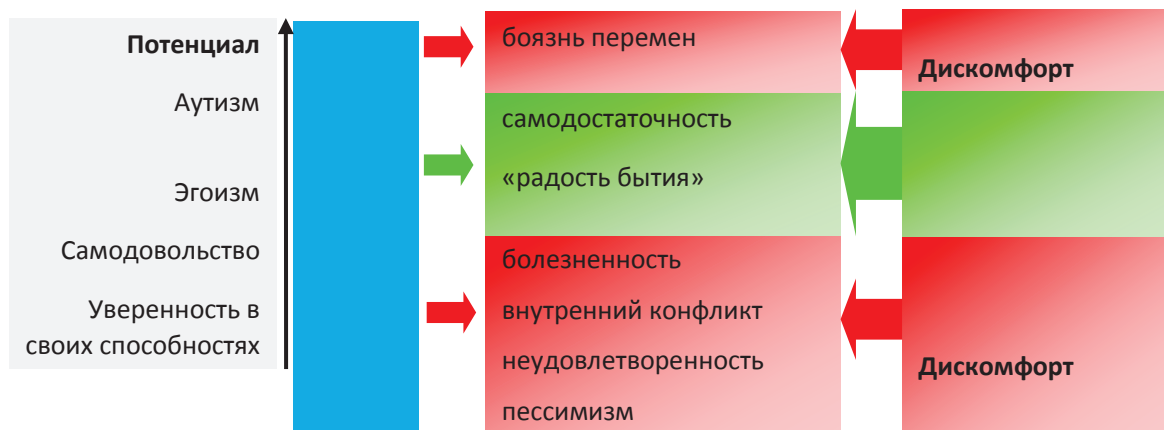 Потенциал
Аутизм
Эгоизм
Самодовольство
Уверенность в
своих способностях
боязнь перемен
самодостаточность
«радость бытия»
болезненность
внутренний конфликт
неудовлетворенность
пессимизм
Дискомфорт
Дискомфорт